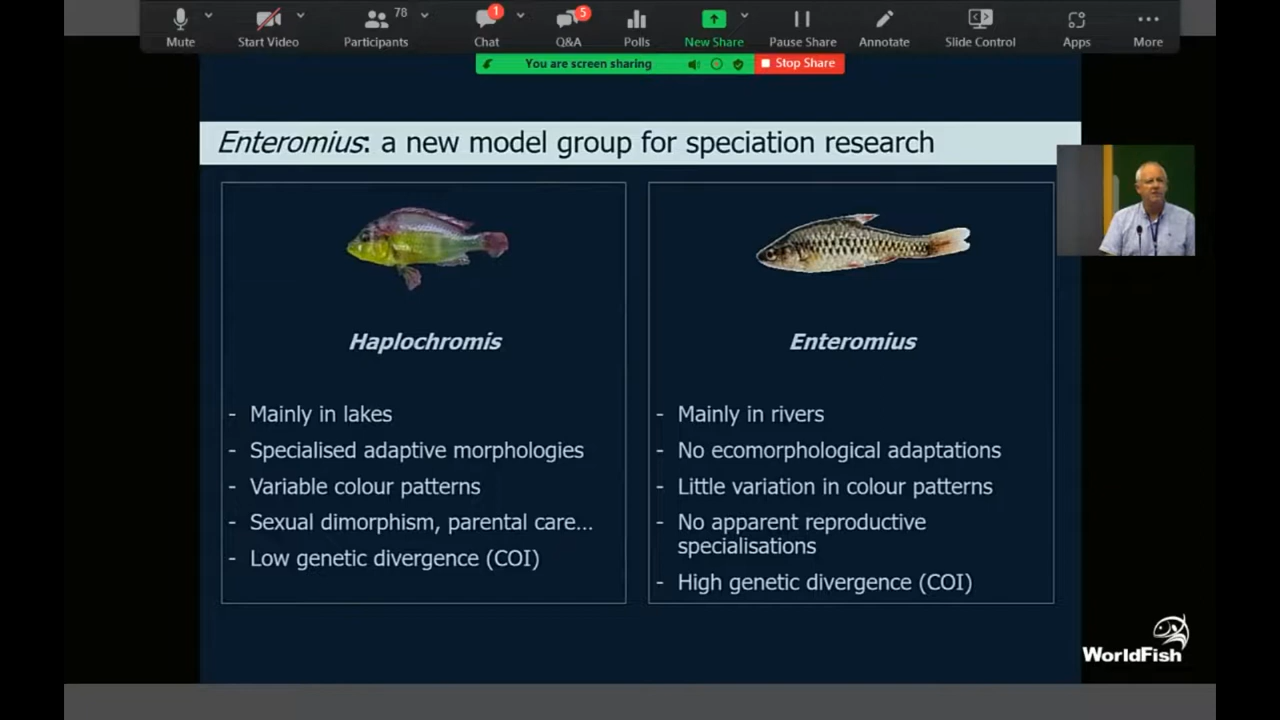 78
1
5
Mute
Start Video
Participants
Chat
Q&A
Polls
New Share
Pause Share
Annotate
Slide Control
Apps
More
You are screen sharing
Stop Share
Enteromius: a new model group for speciation research
Haplochromis
- Mainly in lakes
- Specialised adaptive morphologies
- Variable colour patterns
- Sexual dimorphism, parental care...
- Low genetic divergence (COI)
Enteromius
- Mainly in rivers
- No ecomorphological adaptations
- Little variation in colour patterns
- No apparent reproductive
specialisations
- High genetic divergence (COI)
WorldFish